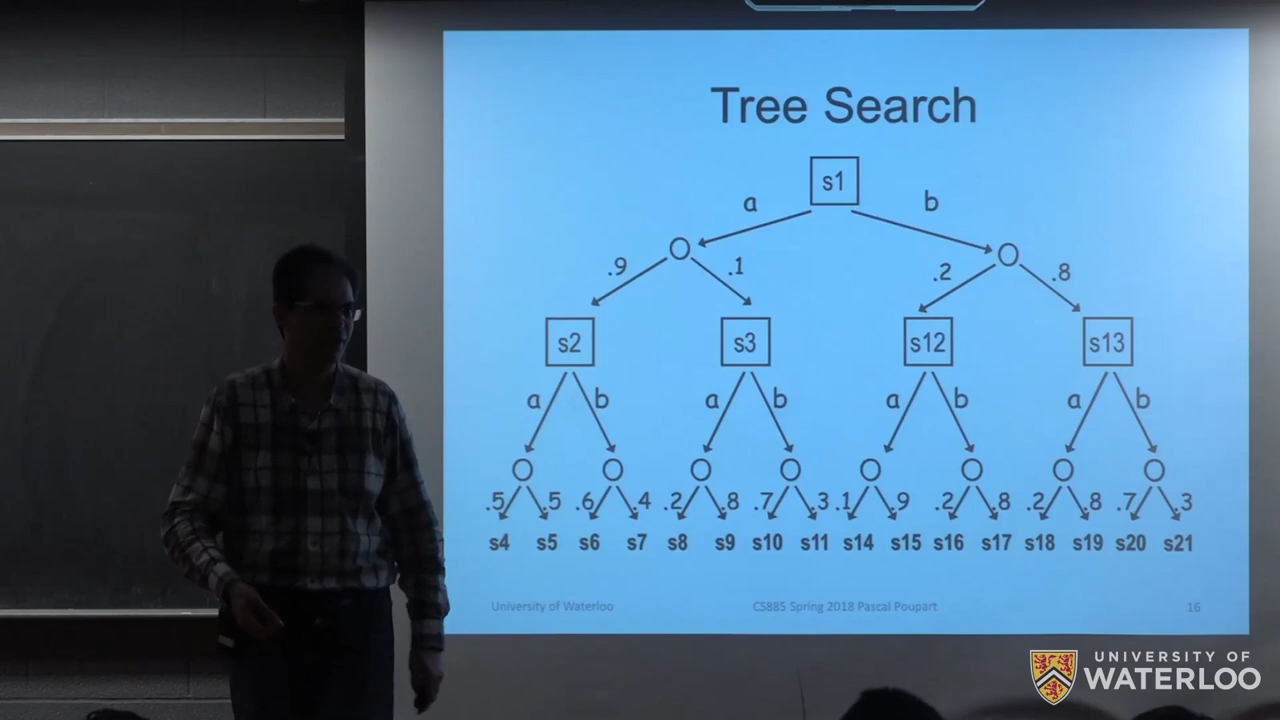 Tree Search
s1
a b
.9 .1 .2 .8
s2 s3 s12 s13
a b a b a b a b
.5 .5 .6 .4 .2 .8 .7 .3 .1 .9 .2 .8 .2 .8 .7 .3
s4 s5 s6 s7 s8 s9 s10 s11 s14 s15 s16 s17 s18 s19 s20 s21
University of Waterloo CS885 Spring 2018 Pascal Poupart 16
UNIVERSITY OF
WATERLOO